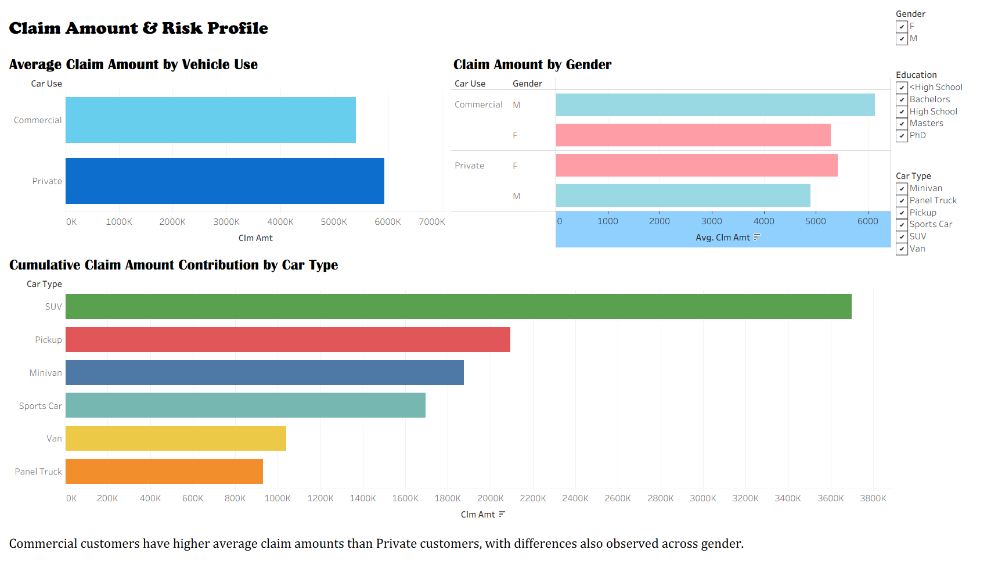 Claim Amount & Risk Profile
Average Claim Amount by Vehicle Use
Car Use
Commercial
Private
0K 1000K 2000K 3000K 4000K 5000K 6000K 7000K
Clm Amt
Claim Amount by Gender
Car Use Gender
Commercial M
F
Private F
M
0 1000 2000 3000 4000 5000 6000
Avg. Clm Amt
Gender
F
M
Education
<High School
Bachelors
High School
Masters
PhD
Car Type
Minivan
Panel Truck
Pickup
Sports Car
SUV
Van
Cumulative Claim Amount Contribution by Car Type
Car Type
SUV
Pickup
Minivan
Sports Car
Van
Panel Truck
0K 200K 400K 600K 800K 1000K 1200K 1400K 1600K 1800K 2000K 2200K 2400K 2600K 2800K 3000K 3200K 3400K 3600K 3800K
Clm Amt
Commercial customers have higher average claim amounts than Private customers, with differences also observed across gender.